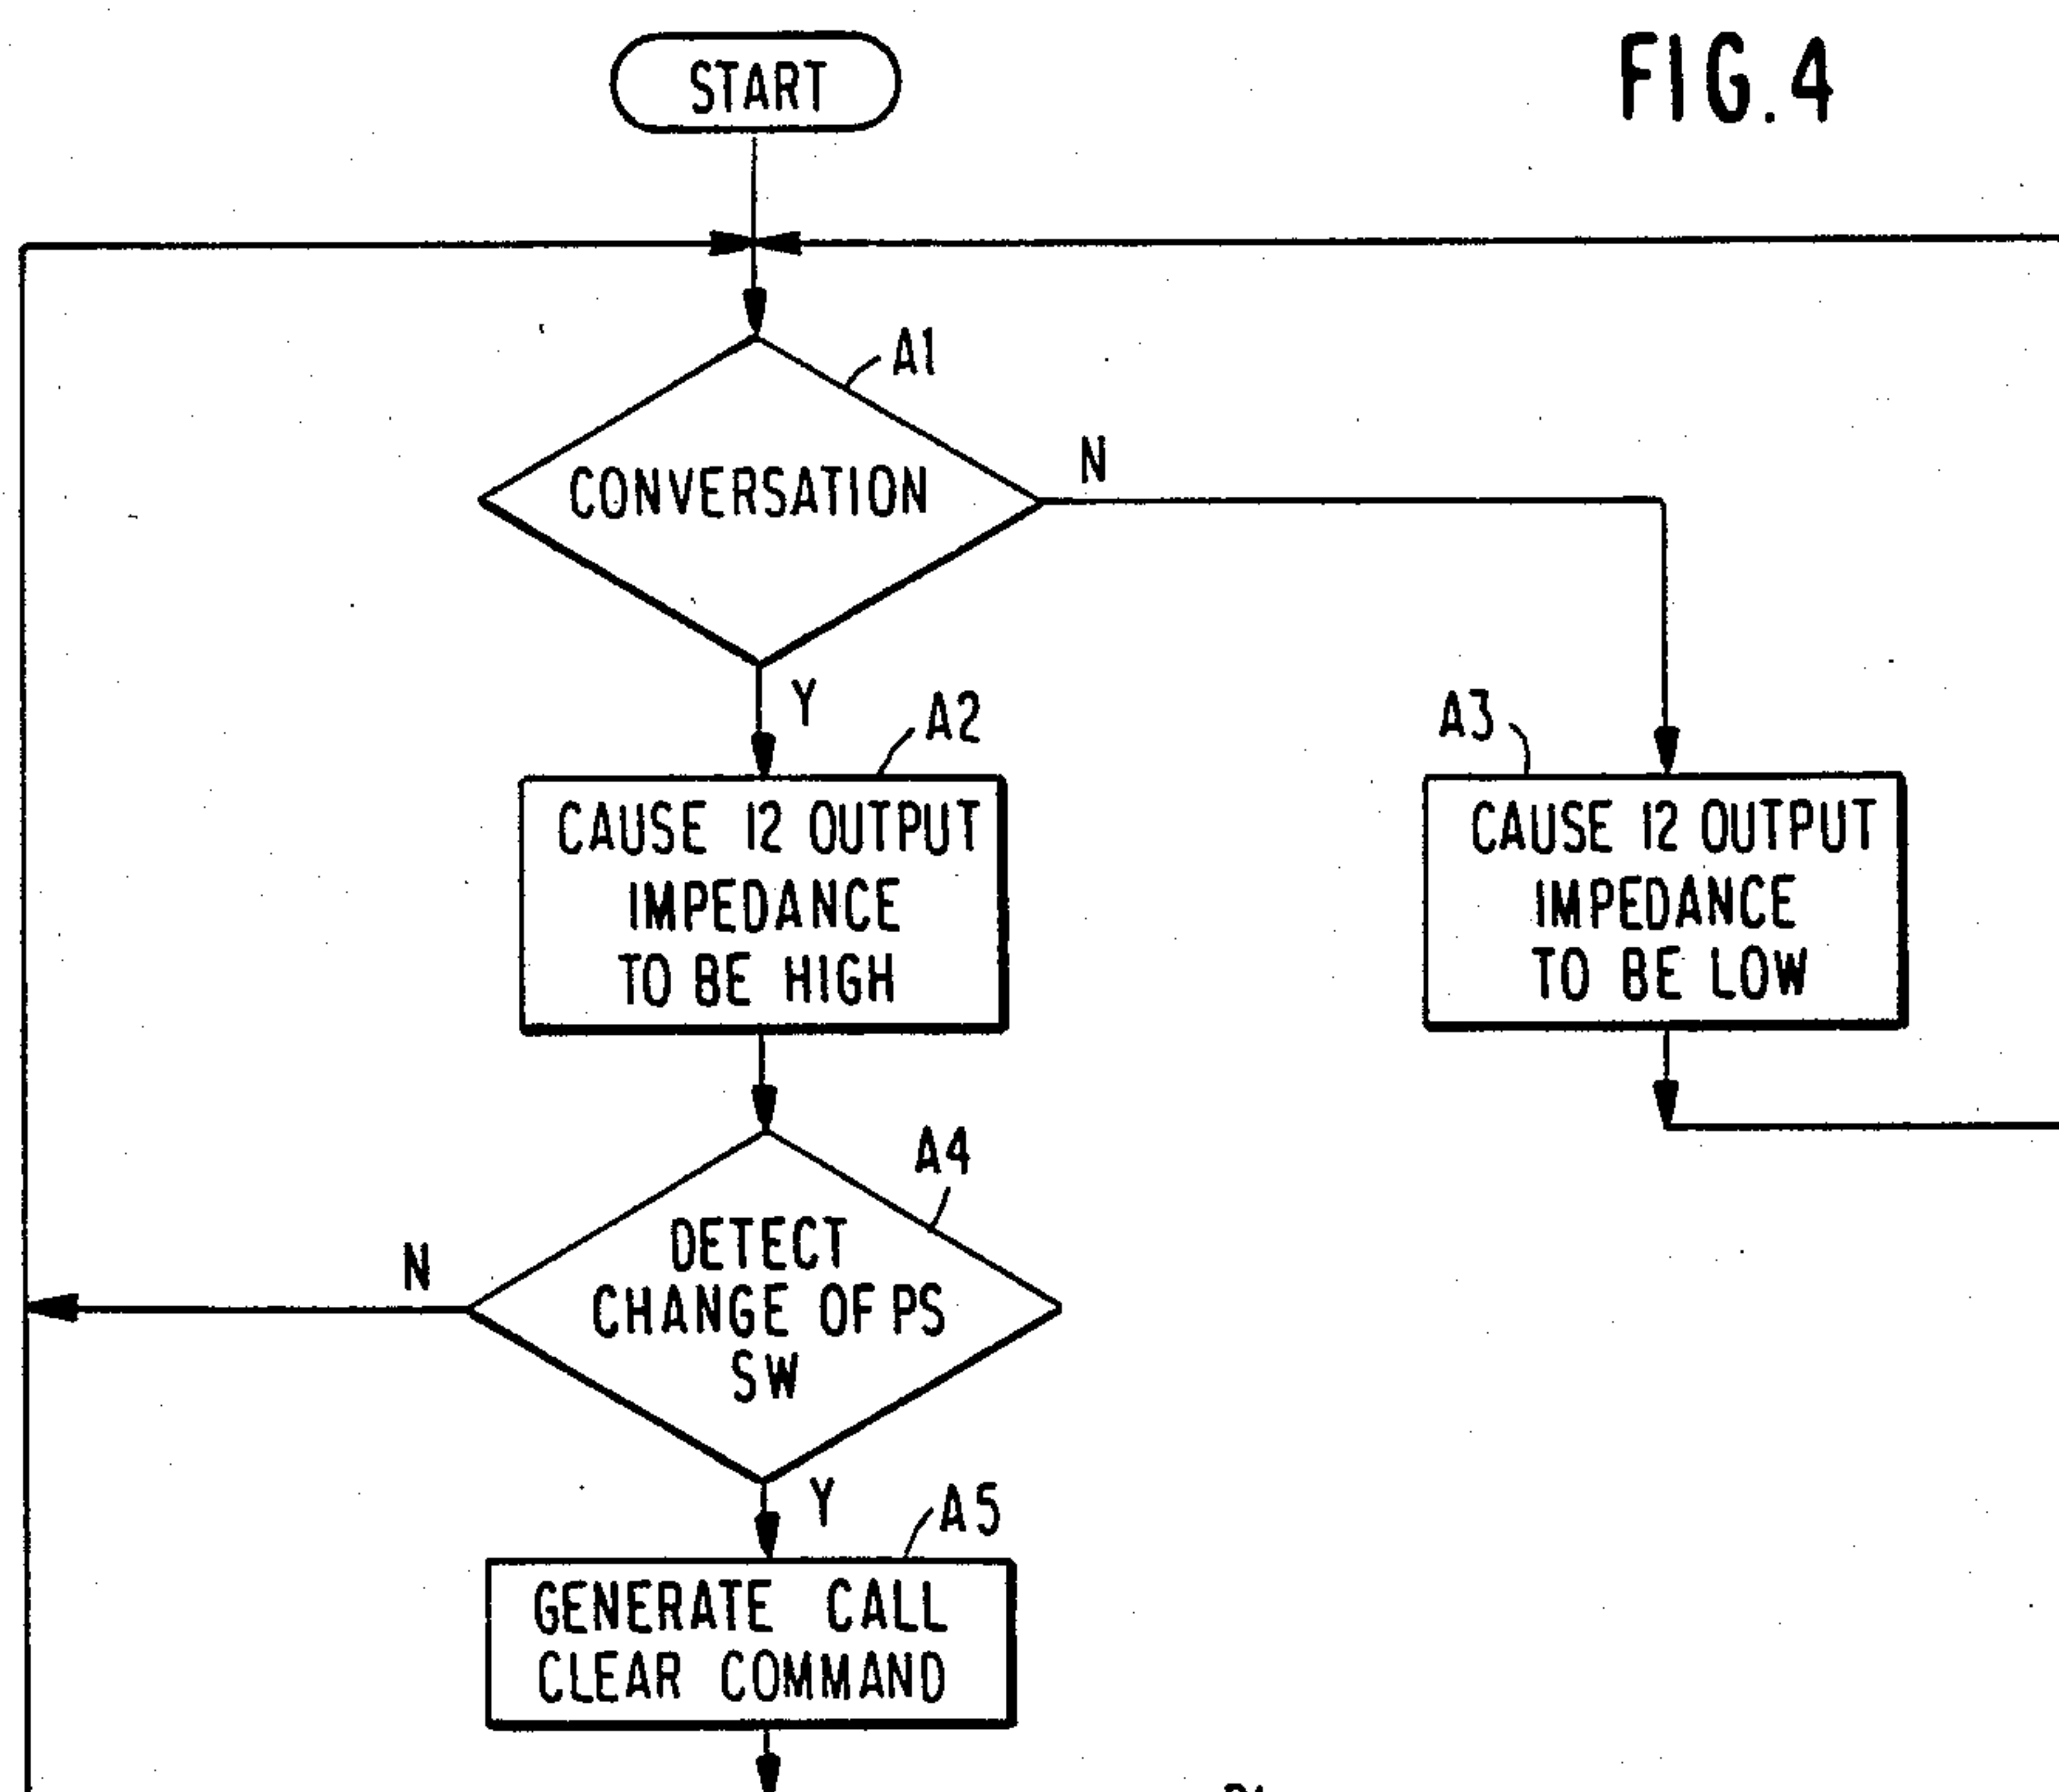 START
FIG.4
A1
CONVERSATION
N
Y
A2
A3
CAUSE 12 OUTPUT
IMPEDANCE
TO BE HIGH
CAUSE 12 OUTPUT
IMPEDANCE
TO BE LOW
A4
DETECT
CHANGE OF PS
SW
N
Y
A5
GENERATE CALL
CLEAR COMMAND